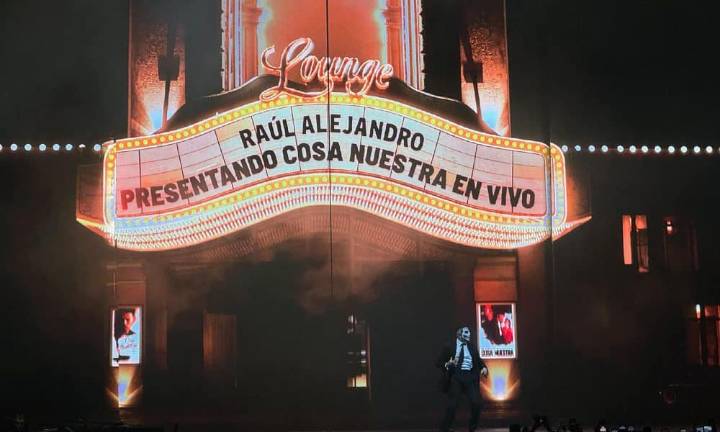 Lounge
RAÚL ALEJANDRO
PRESENTANDO COSA NUESTRA EN VIVO
COSA NUESTRA